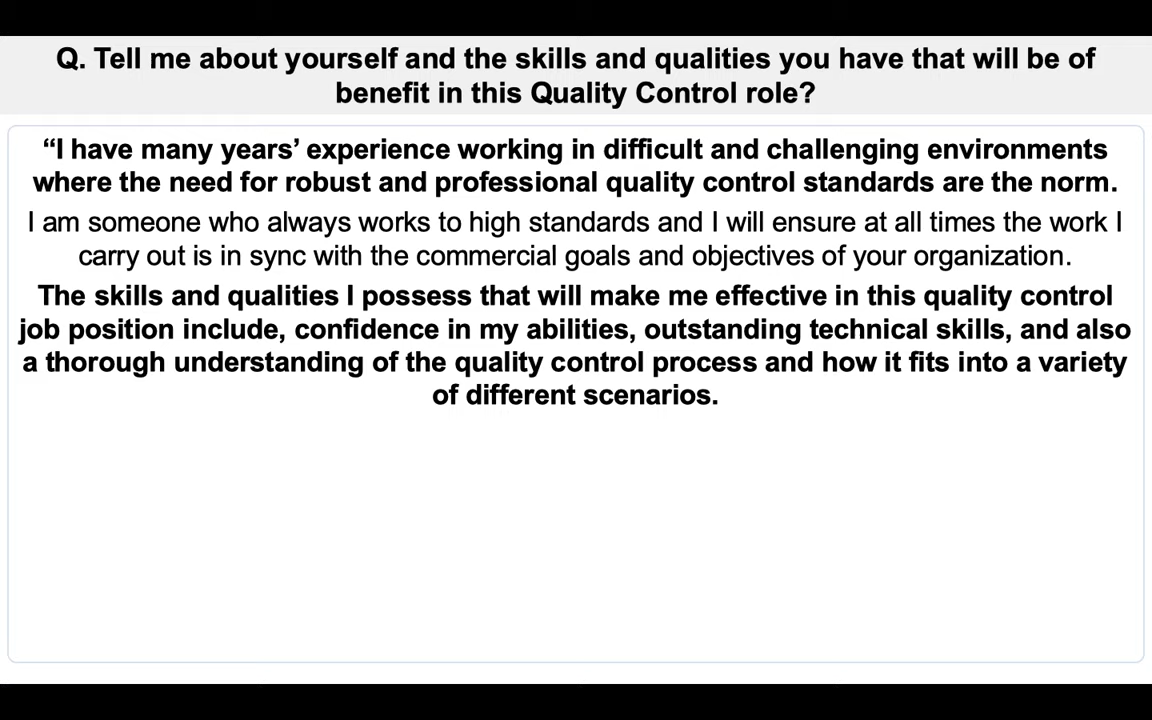 Q. Tell me about yourself and the skills and qualities you have that will be of
benefit in this Quality Control role?
“I have many years’ experience working in difficult and challenging environments
where the need for robust and professional quality control standards are the norm.
I am someone who always works to high standards and I will ensure at all times the work I
carry out is in sync with the commercial goals and objectives of your organization.
The skills and qualities I possess that will make me effective in this quality control
job position include, confidence in my abilities, outstanding technical skills, and also
a thorough understanding of the quality control process and how it fits into a variety
of different scenarios.